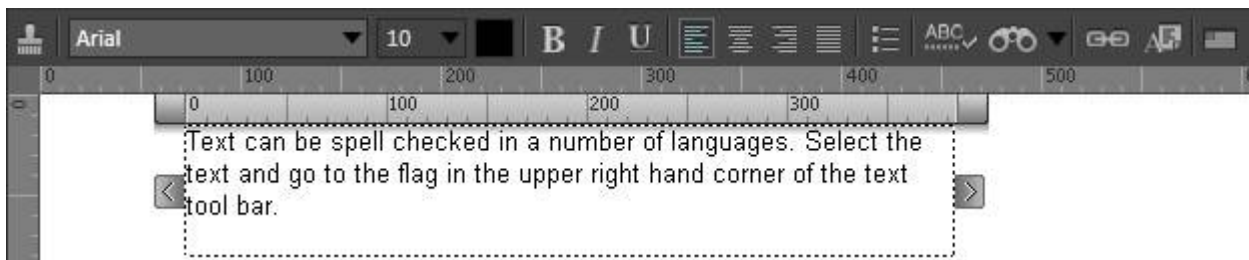 Arial 10 B I U ABC
0 100 200 300 400 500
0 0 100 200 300
Text can be spell checked in a number of languages. Select the
text and go to the flag in the upper right hand corner of the text
tool bar.